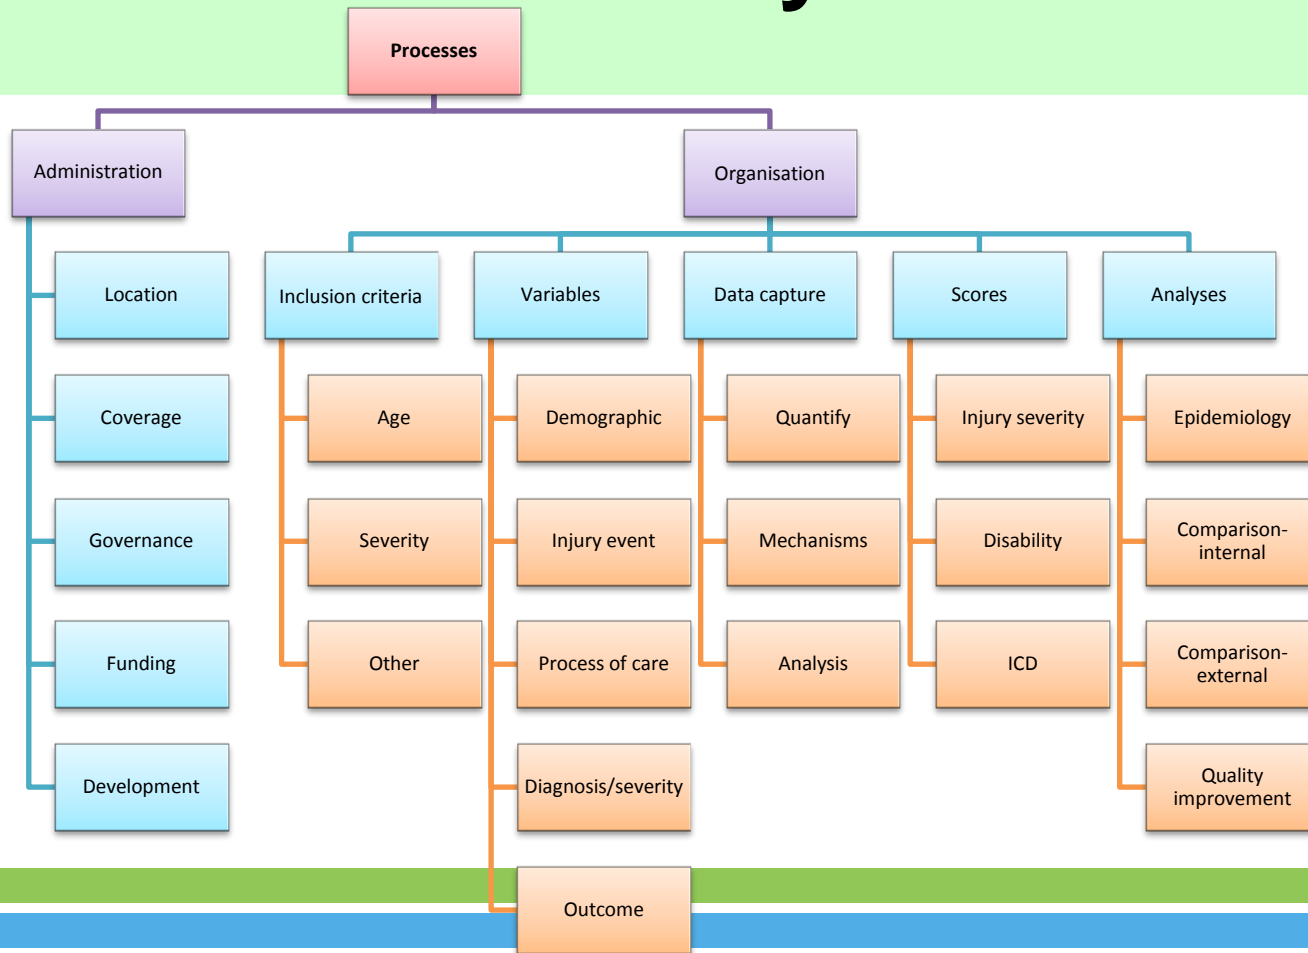 Processes
Administration
Organisation
Location
Inclusion criteria
Variables
Data capture
Scores
Analyses
Coverage
Age
Demographic
Quantify
Injury severity
Epidemiology
Governance
Severity
Injury event
Mechanisms
Disability
Comparison-
internal
Funding
Other
Process of care
Analysis
ICD
Comparison-
external
Development
Diagnosis/severity
Quality
improvement
Outcome